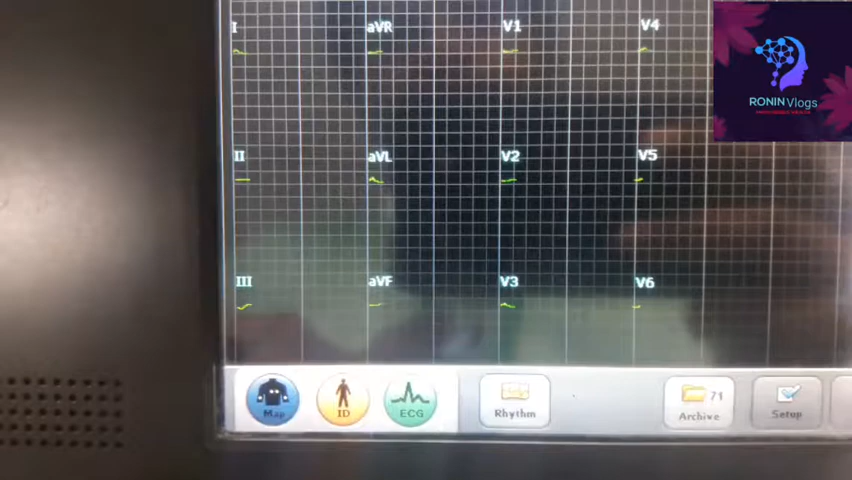 I aVR V1 V4
II aVL V2 V5
III aVF V3 V6
Map ID ECG Rhythm Archive 71 Setup
RONIN Vlogs